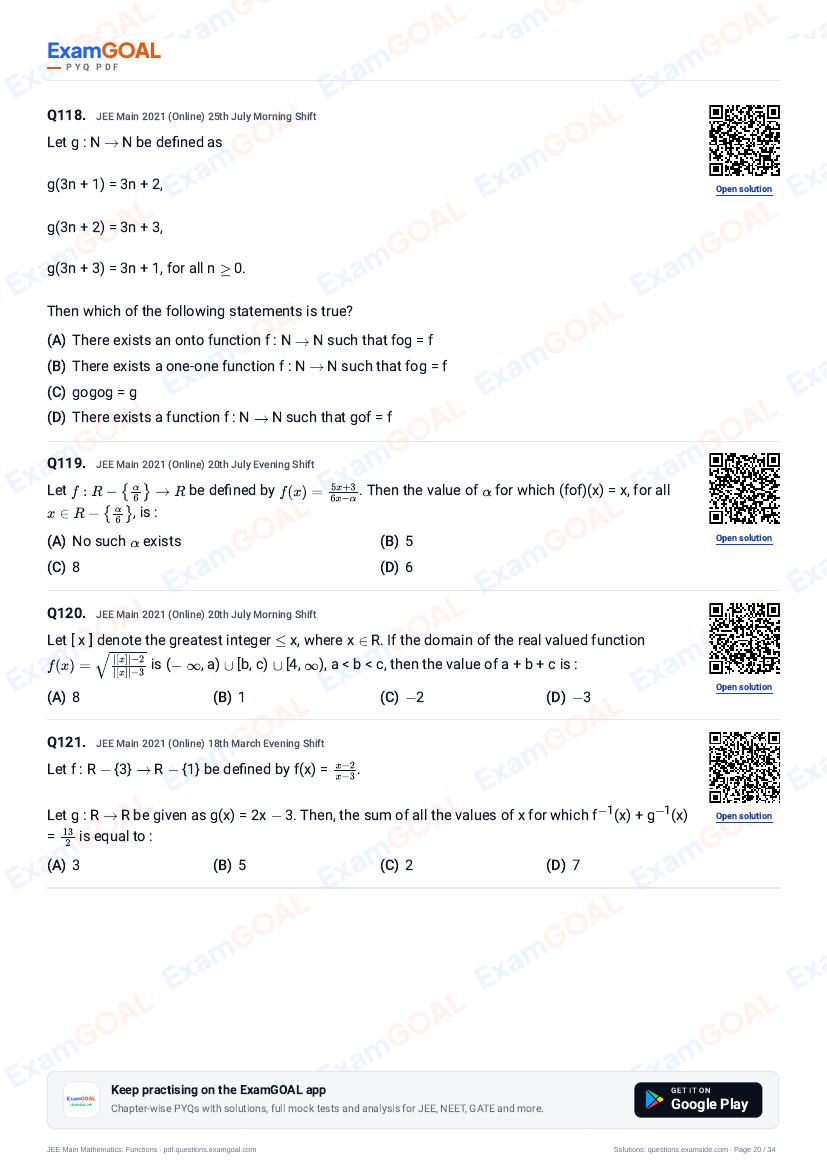 ExamGOAL
PYQ PDF
Q118. JEE Main 2021 (Online) 25th July Morning Shift
Let g : N → N be defined as
g(3n + 1) = 3n + 2,
g(3n + 2) = 3n + 3,
g(3n + 3) = 3n + 1, for all n ≥ 0.
Then which of the following statements is true?
(A) There exists an onto function f : N → N such that fog = f
(B) There exists a one-one function f : N → N such that fog = f
(C) gogog = g
(D) There exists a function f : N → N such that gof = f
Open solution
Q119. JEE Main 2021 (Online) 20th July Evening Shift
Let f : R − {α/6} → R be defined by f(x) = (5x+3)/(6x−α). Then the value of α for which (fof)(x) = x, for all
x ∈ R − {α/6}, is :
(A) No such α exists (B) 5
(C) 8 (D) 6
Open solution
Q120. JEE Main 2021 (Online) 20th July Morning Shift
Let [ x ] denote the greatest integer ≤ x, where x ∈ R. If the domain of the real valued function
f(x) = √(||[x]|−2|/||[x]|−3|) is (− ∞, a) ∪ [b, c) ∪ [4, ∞), a < b < c, then the value of a + b + c is :
(A) 8 (B) 1 (C) −2 (D) −3
Open solution
Q121. JEE Main 2021 (Online) 18th March Evening Shift
Let f : R − {3} → R − {1} be defined by f(x) = (x−2)/(x−3).
Let g : R → R be given as g(x) = 2x − 3. Then, the sum of all the values of x for which f⁻¹(x) + g⁻¹(x)
= 13/2 is equal to :
(A) 3 (B) 5 (C) 2 (D) 7
Open solution
Keep practising on the ExamGOAL app
Chapter-wise PYQs with solutions, full mock tests and analysis for JEE, NEET, GATE and more.
GET IT ON
Google Play
JEE Main Mathematics: Functions · pdf.questions.examgoal.com
Solutions: questions.examside.com · Page 20 / 34